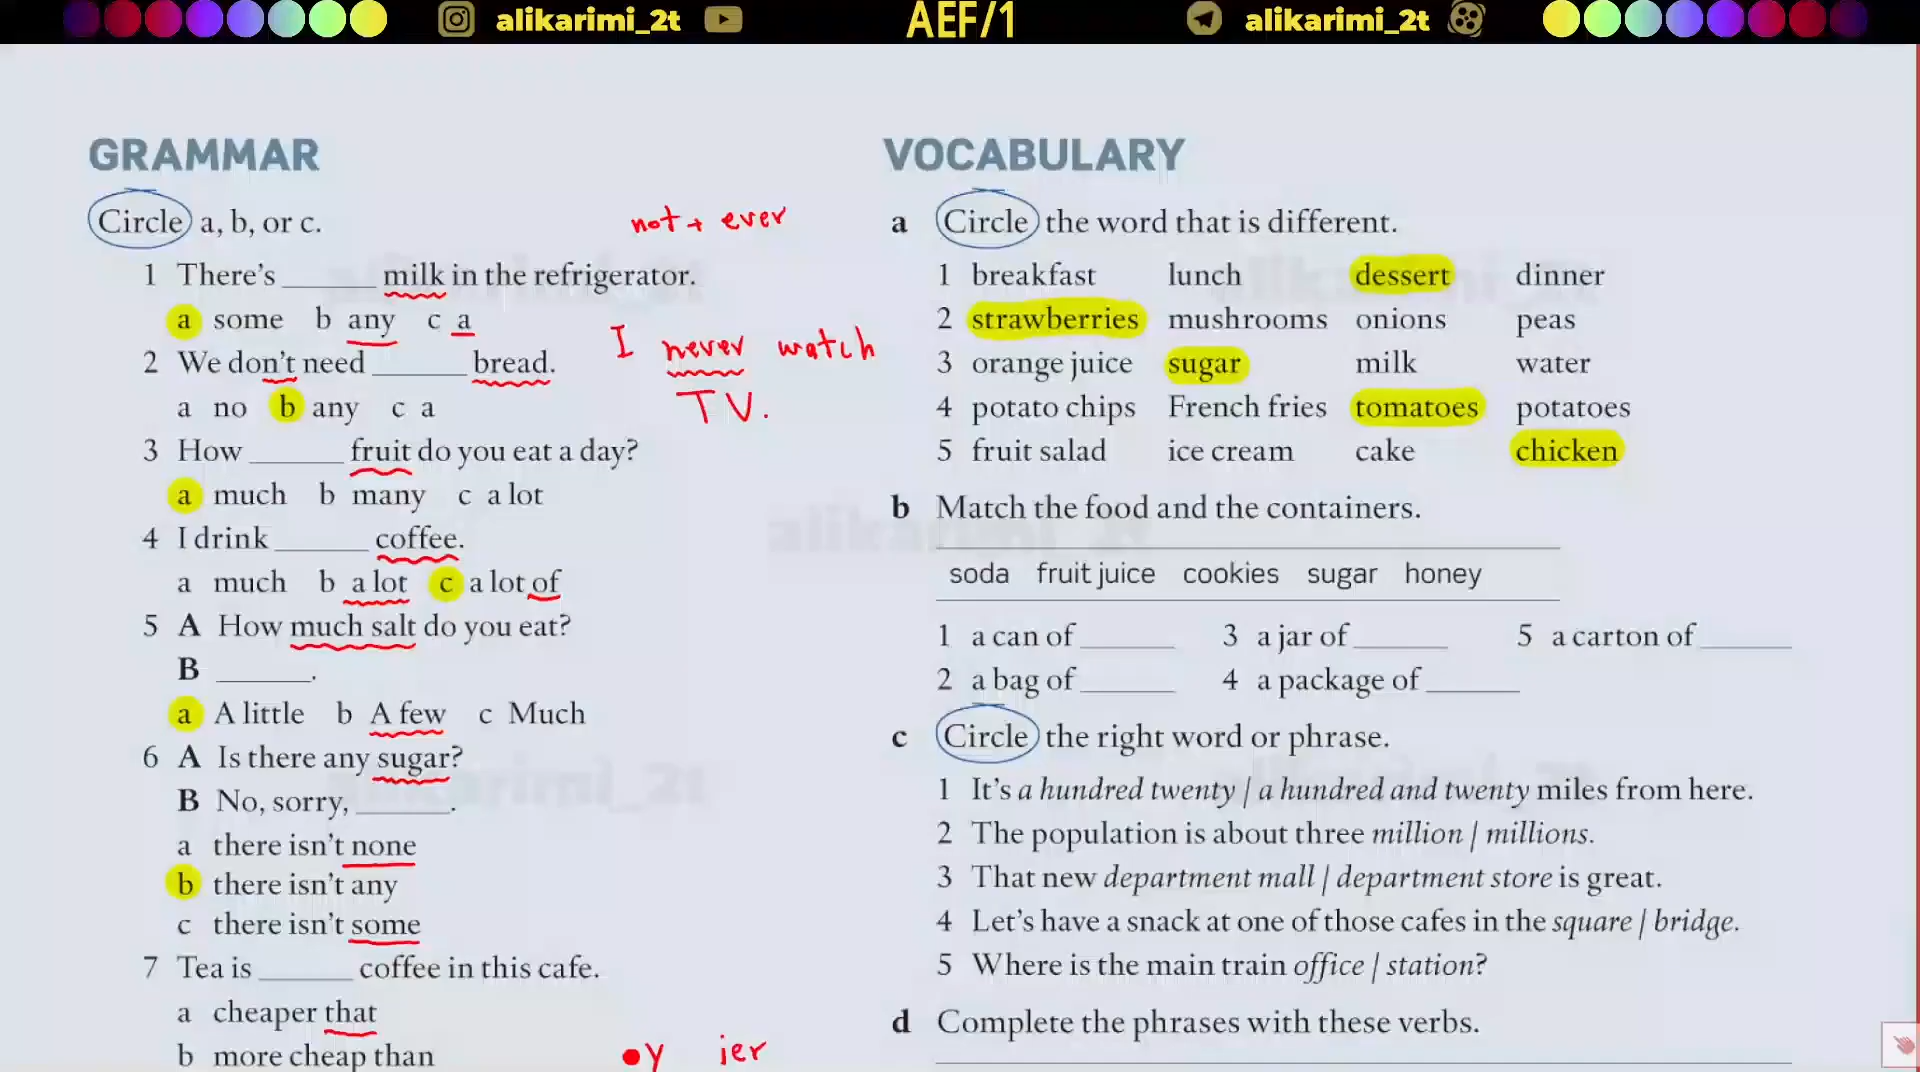 alikarimi_2t AEF/1 alikarimi_2t
GRAMMAR
Circle a, b, or c.
not + ever
1 There's ______ milk in the refrigerator.
a some b any c a
I never watch
TV.
2 We don't need ______ bread.
a no b any c a
3 How ______ fruit do you eat a day?
a much b many c a lot
4 I drink ______ coffee.
a much b a lot c a lot of
5 A How much salt do you eat?
B ______.
a A little b A few c Much
6 A Is there any sugar?
B No, sorry, ______.
a there isn't none
b there isn't any
c there isn't some
7 Tea is ______ coffee in this cafe.
a cheaper that
b more cheap than
y ier
VOCABULARY
a Circle the word that is different.
1 breakfast lunch dessert dinner
2 strawberries mushrooms onions peas
3 orange juice sugar milk water
4 potato chips French fries tomatoes potatoes
5 fruit salad ice cream cake chicken
b Match the food and the containers.
soda fruit juice cookies sugar honey
1 a can of ______ 3 a jar of ______ 5 a carton of ______
2 a bag of ______ 4 a package of ______
c Circle the right word or phrase.
1 It's a hundred twenty / a hundred and twenty miles from here.
2 The population is about three million / millions.
3 That new department mall / department store is great.
4 Let's have a snack at one of those cafes in the square / bridge.
5 Where is the main train office / station?
d Complete the phrases with these verbs.
alikarimi_2t
alikarimi_2t
alikarimi_2t
alikarimi_2t
alikarimi_2t